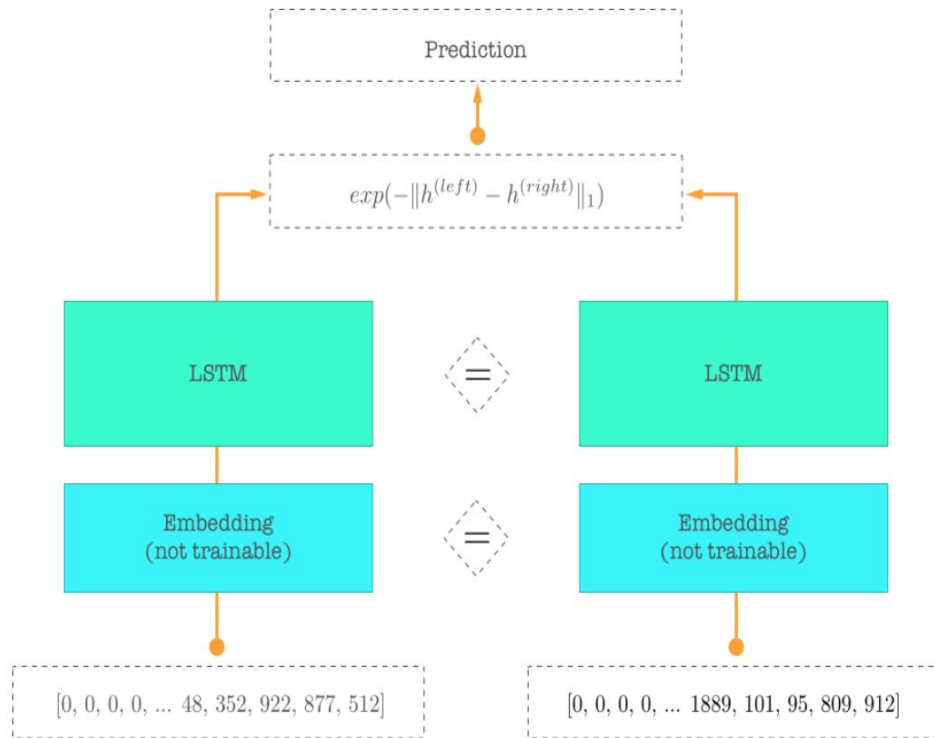 Prediction
exp(−‖h^(left) − h^(right)‖₁)
LSTM
=
LSTM
Embedding
(not trainable)
=
Embedding
(not trainable)
[0, 0, 0, 0, ... 48, 352, 922, 877, 512]
[0, 0, 0, 0, ... 1889, 101, 95, 809, 912]